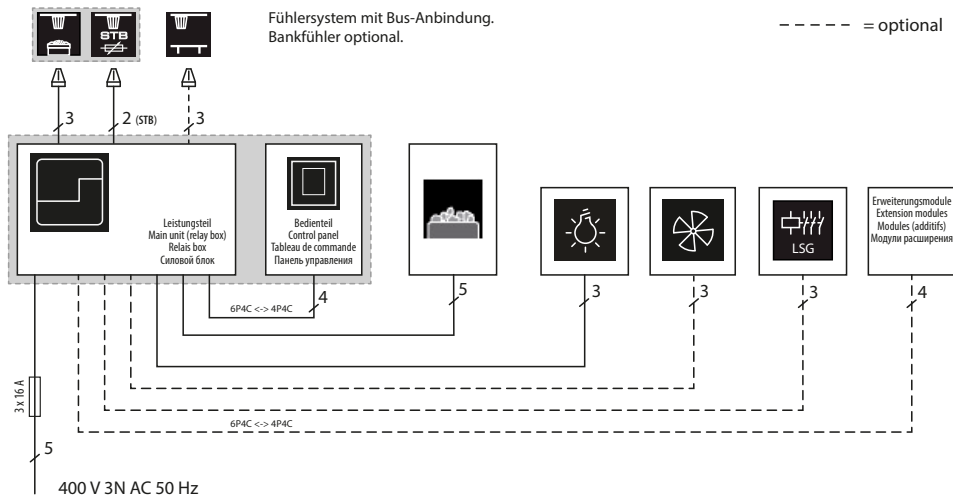 Fühlersystem mit Bus-Anbindung.
Bankfühler optional.
= optional
STB
3
2 (STB)
3
Leistungsteil
Main unit (relay box)
Relais box
Силовой блок
Bedienteil
Control panel
Tableau de commande
Панель управления
LSG
Erweiterungsmodule
Extension modules
Modules (additifs)
Модули расширения
4
5
3
3
3
4
6P4C <-> 4P4C
3 x 16 A
6P4C <-> 4P4C
5
400 V 3N AC 50 Hz